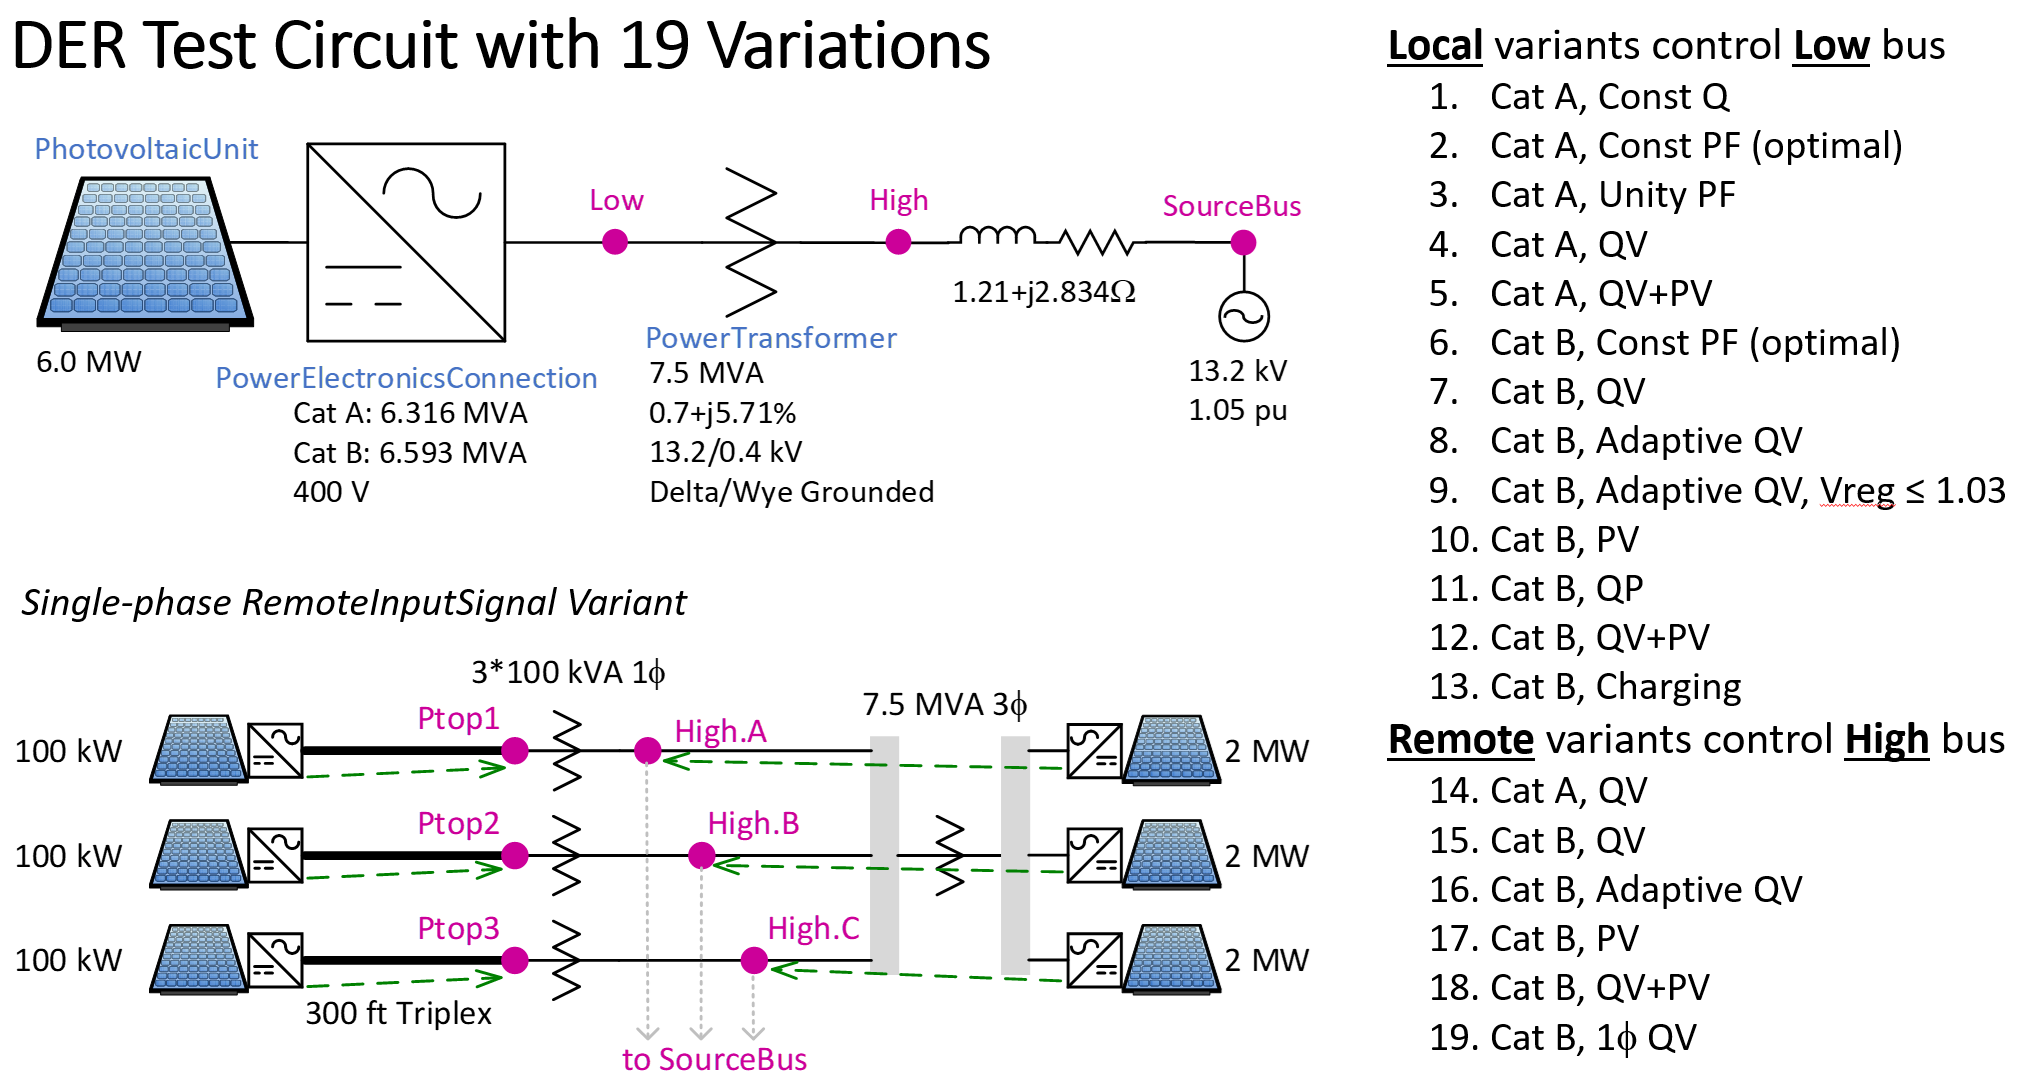 DER Test Circuit with 19 Variations
PhotovoltaicUnit
6.0 MW
PowerElectronicsConnection
Cat A: 6.316 MVA
Cat B: 6.593 MVA
400 V
Low
PowerTransformer
7.5 MVA
0.7+j5.71%
13.2/0.4 kV
Delta/Wye Grounded
High
1.21+j2.834Ω
SourceBus
13.2 kV
1.05 pu
Single-phase RemoteInputSignal Variant
3*100 kVA 1ϕ
7.5 MVA 3ϕ
100 kW
Ptop1
High.A
2 MW
100 kW
Ptop2
High.B
2 MW
100 kW
Ptop3
High.C
2 MW
300 ft Triplex
to SourceBus
Local variants control Low bus
1. Cat A, Const Q
2. Cat A, Const PF (optimal)
3. Cat A, Unity PF
4. Cat A, QV
5. Cat A, QV+PV
6. Cat B, Const PF (optimal)
7. Cat B, QV
8. Cat B, Adaptive QV
9. Cat B, Adaptive QV, Vreg ≤ 1.03
10. Cat B, PV
11. Cat B, QP
12. Cat B, QV+PV
13. Cat B, Charging
Remote variants control High bus
14. Cat A, QV
15. Cat B, QV
16. Cat B, Adaptive QV
17. Cat B, PV
18. Cat B, QV+PV
19. Cat B, 1ϕ QV